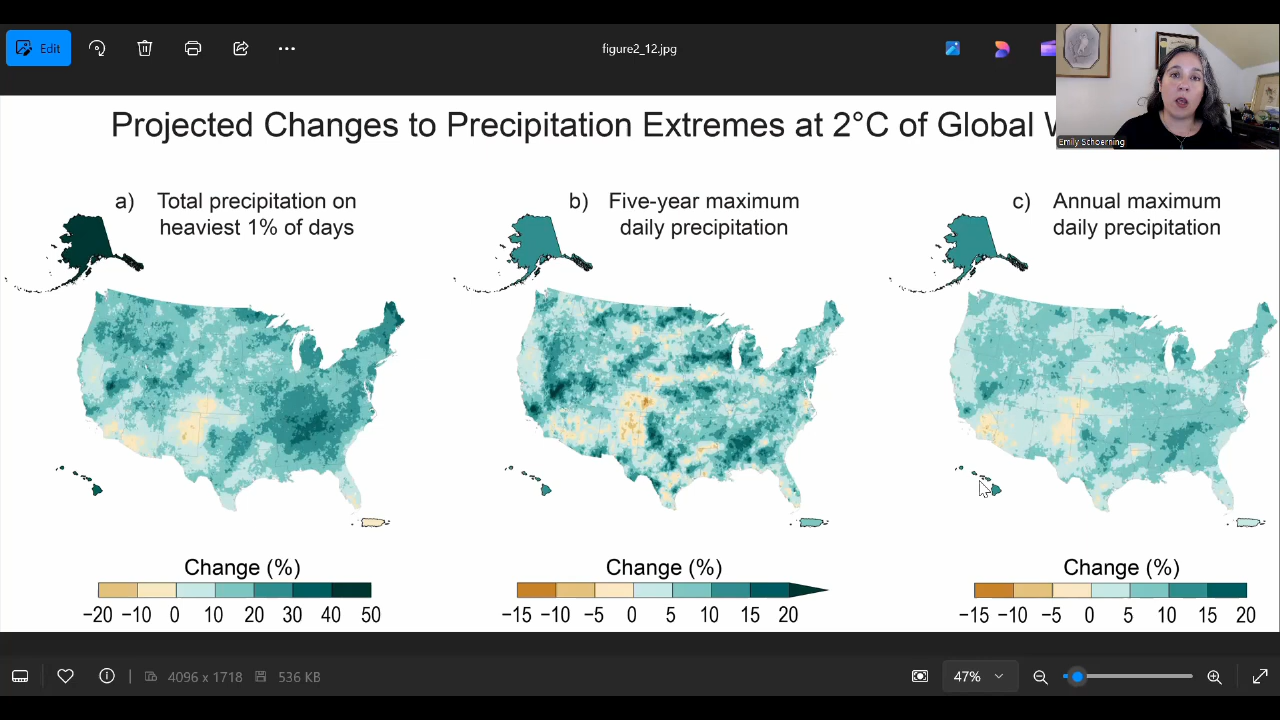 Edit
figure2_12.jpg
Emily Schoerning
Projected Changes to Precipitation Extremes at 2°C of Global
a) Total precipitation on
heaviest 1% of days
b) Five-year maximum
daily precipitation
c) Annual maximum
daily precipitation
Change (%)
−20 −10 0 10 20 30 40 50
Change (%)
−15 −10 −5 0 5 10 15 20
Change (%)
−15 −10 −5 0 5 10 15 20
4096 x 1718 536 KB 47%